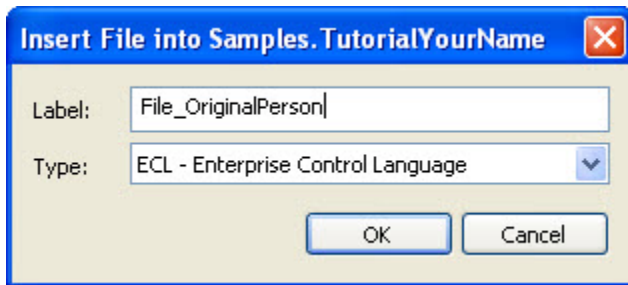 Insert File into Samples.TutorialYourName
Label: File_OriginalPerson
Type: ECL - Enterprise Control Language
OK Cancel